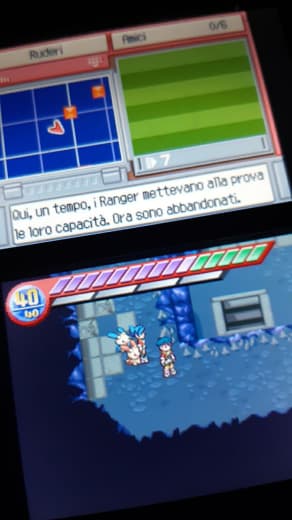 Ruderi
Amici
0/6
7
Qui, un tempo, i Ranger mettevano alla prova
le loro capacità. Ora sono abbandonati.
40